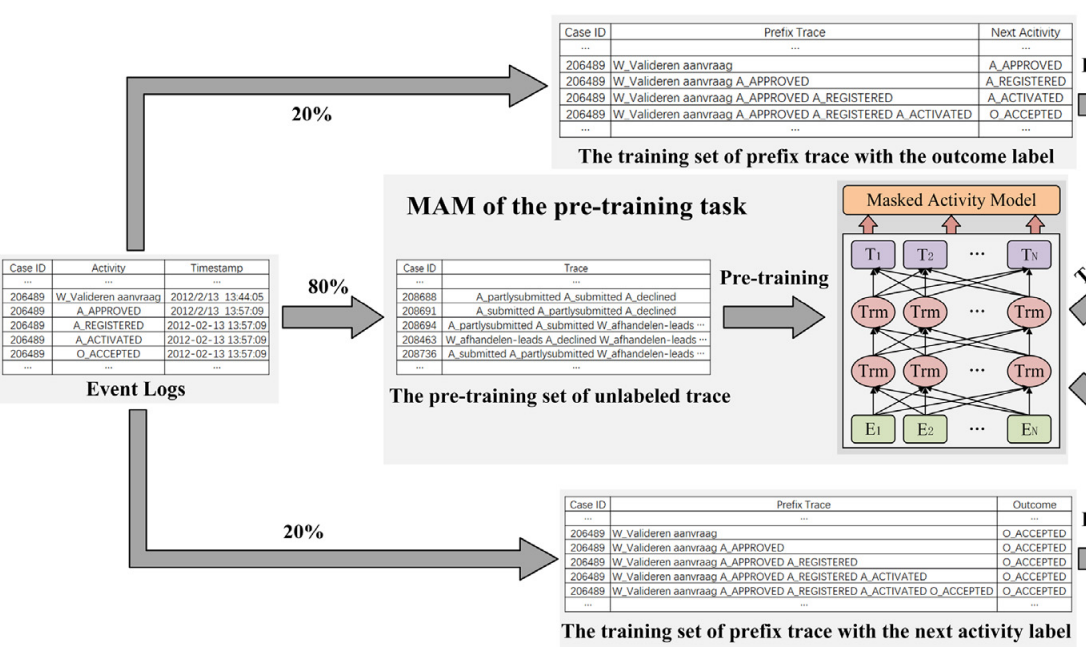 Case ID Prefix Trace Next Acitivity
... ... ...
206489 W_Valideren aanvraag A_APPROVED
206489 W_Valideren aanvraag A_APPROVED A_REGISTERED
206489 W_Valideren aanvraag A_APPROVED A_REGISTERED A_ACTIVATED
206489 W_Valideren aanvraag A_APPROVED A_REGISTERED A_ACTIVATED O_ACCEPTED
... ... ...
20%
The training set of prefix trace with the outcome label
MAM of the pre-training task
Masked Activity Model
T1 T2 ... TN
Trm Trm ... Trm
Trm Trm ... Trm
E1 E2 ... EN
Case ID Activity Timestamp
... ... ...
206489 W_Valideren aanvraag 2012/2/13 13:44:05
206489 A_APPROVED 2012/2/13 13:57:09
206489 A_REGISTERED 2012-02-13 13:57:09
206489 A_ACTIVATED 2012-02-13 13:57:09
206489 O_ACCEPTED 2012-02-13 13:57:09
... ... ...
Event Logs
80%
Case ID Trace
... ...
208688 A_partlysubmitted A_submitted A_declined
208691 A_submitted A_partlysubmitted A_declined
208694 A_partlysubmitted A_submitted W_afhandelen-leads ...
208463 W_afhandelen-leads A_declined W_afhandelen-leads ...
208736 A_submitted A_partlysubmitted W_afhandelen-leads ...
... ...
The pre-training set of unlabeled trace
Pre-training
20%
Case ID Prefix Trace Outcome
... ... ...
206489 W_Valideren aanvraag O_ACCEPTED
206489 W_Valideren aanvraag A_APPROVED O_ACCEPTED
206489 W_Valideren aanvraag A_APPROVED A_REGISTERED O_ACCEPTED
206489 W_Valideren aanvraag A_APPROVED A_REGISTERED A_ACTIVATED O_ACCEPTED
206489 W_Valideren aanvraag A_APPROVED A_REGISTERED A_ACTIVATED O_ACCEPTED O_ACCEPTED
... ... ...
The training set of prefix trace with the next activity label